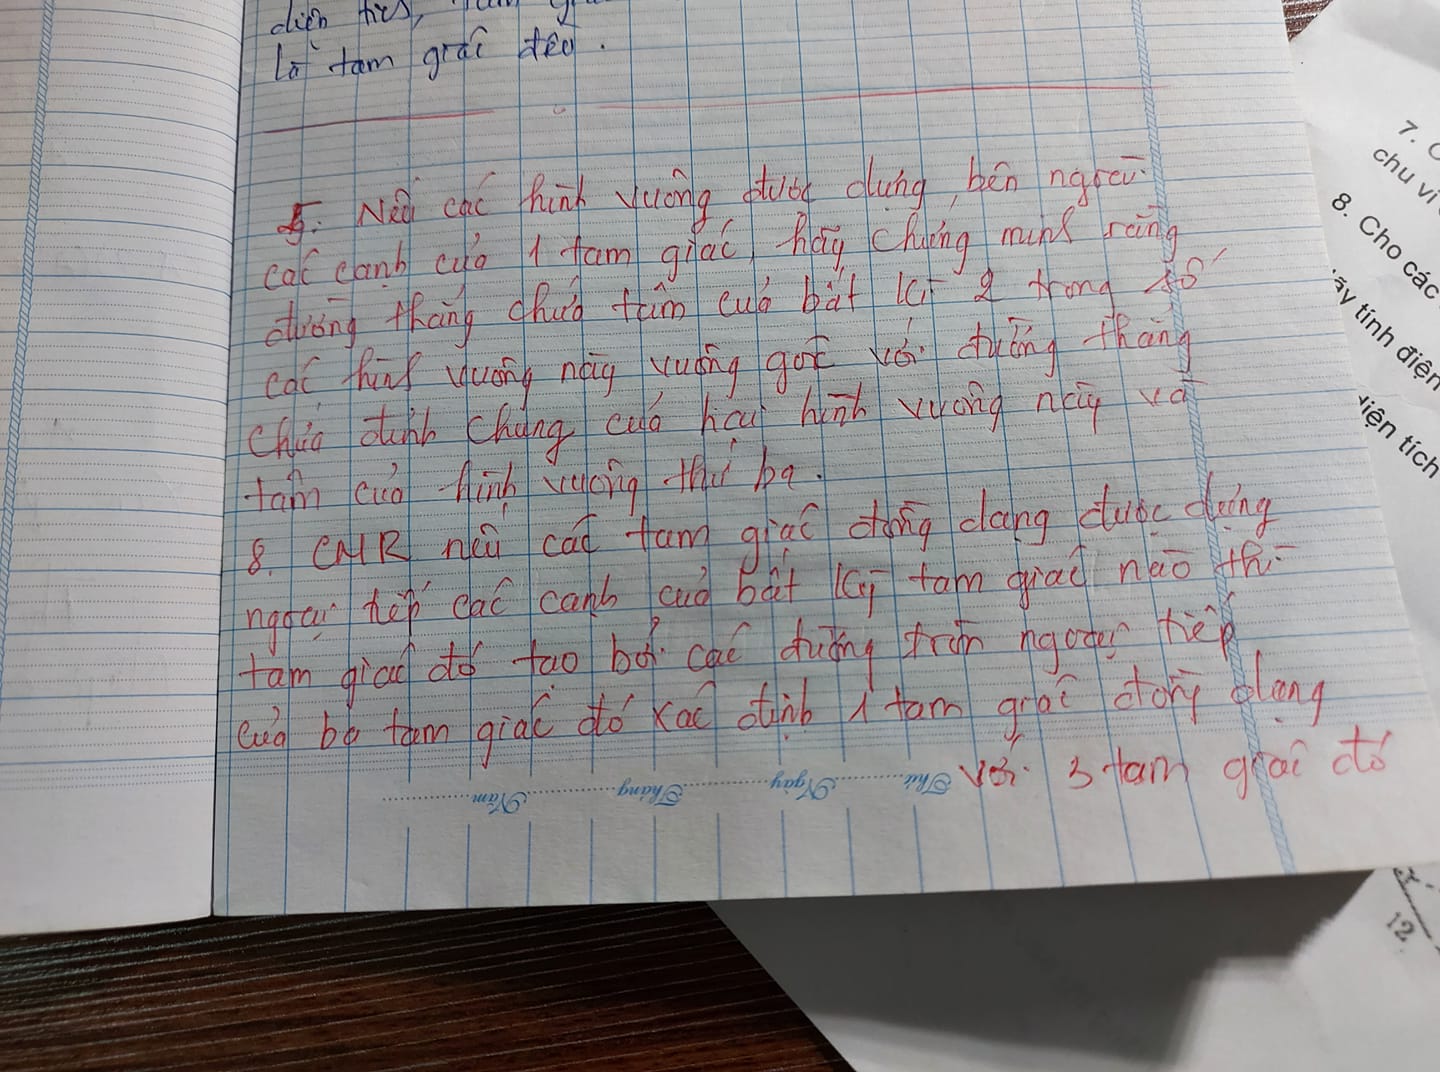 diện tích,
là tam giác đều.
5. Nếu các hình vuông được dựng bên ngoài
các cạnh của 1 tam giác, hãy chứng minh rằng
đường thẳng chứa tâm của bất kì 2 trong số
các hình vuông này vuông góc với đường thẳng
chứa đỉnh chung của hai hình vuông này và
tâm của hình vuông thứ ba.
8. CMR nếu các tam giác đồng dạng được dựng
ngoại tiếp các cạnh của bất kỳ tam giác nào thì
tam giác đó tạo bởi các đường tròn ngoại tiếp
của ba tam giác đó xác định 1 tam giác đồng dạng
với 3 tam giác đó
Thứ.........Ngày.........Tháng.........Năm.........
7.
chu vi
8. Cho các
ấy tính điện
diện tích
12